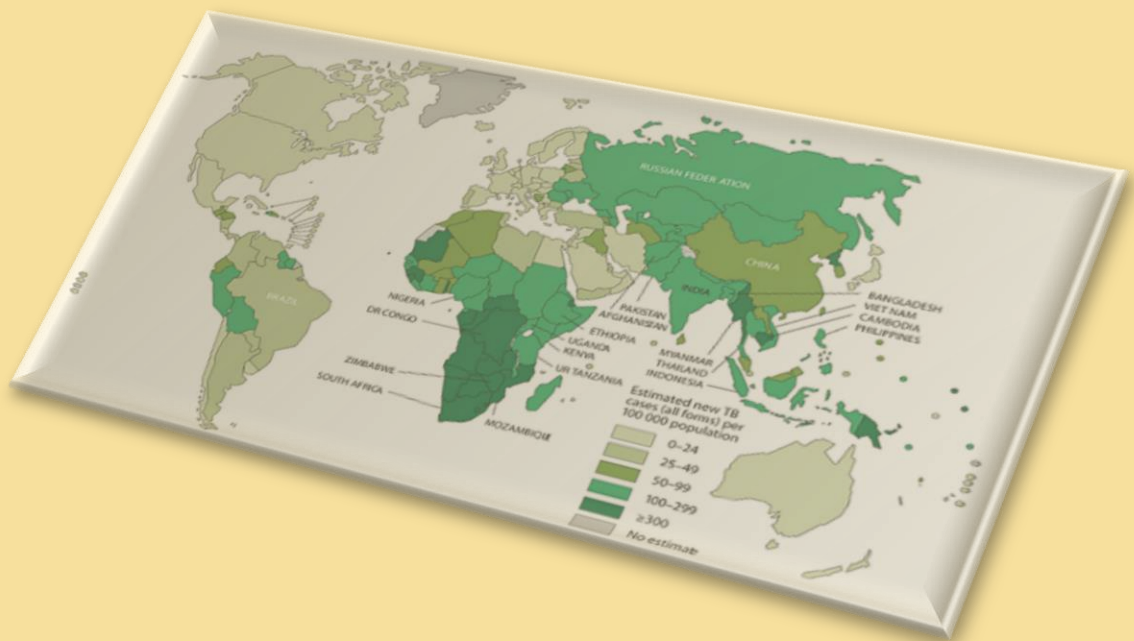 RUSSIAN FEDERATION
CHINA
INDIA
BRAZIL
NIGERIA
DR CONGO
ZIMBABWE
SOUTH AFRICA
MOZAMBIQUE
PAKISTAN
AFGHANISTAN
ETHIOPIA
UGANDA
KENYA
UR TANZANIA
MYANMAR
THAILAND
INDONESIA
BANGLADESH
VIET NAM
CAMBODIA
PHILIPPINES
Estimated new TB
cases (all forms) per
100 000 population
0–24
25–49
50–99
100–299
≥300
No estimate